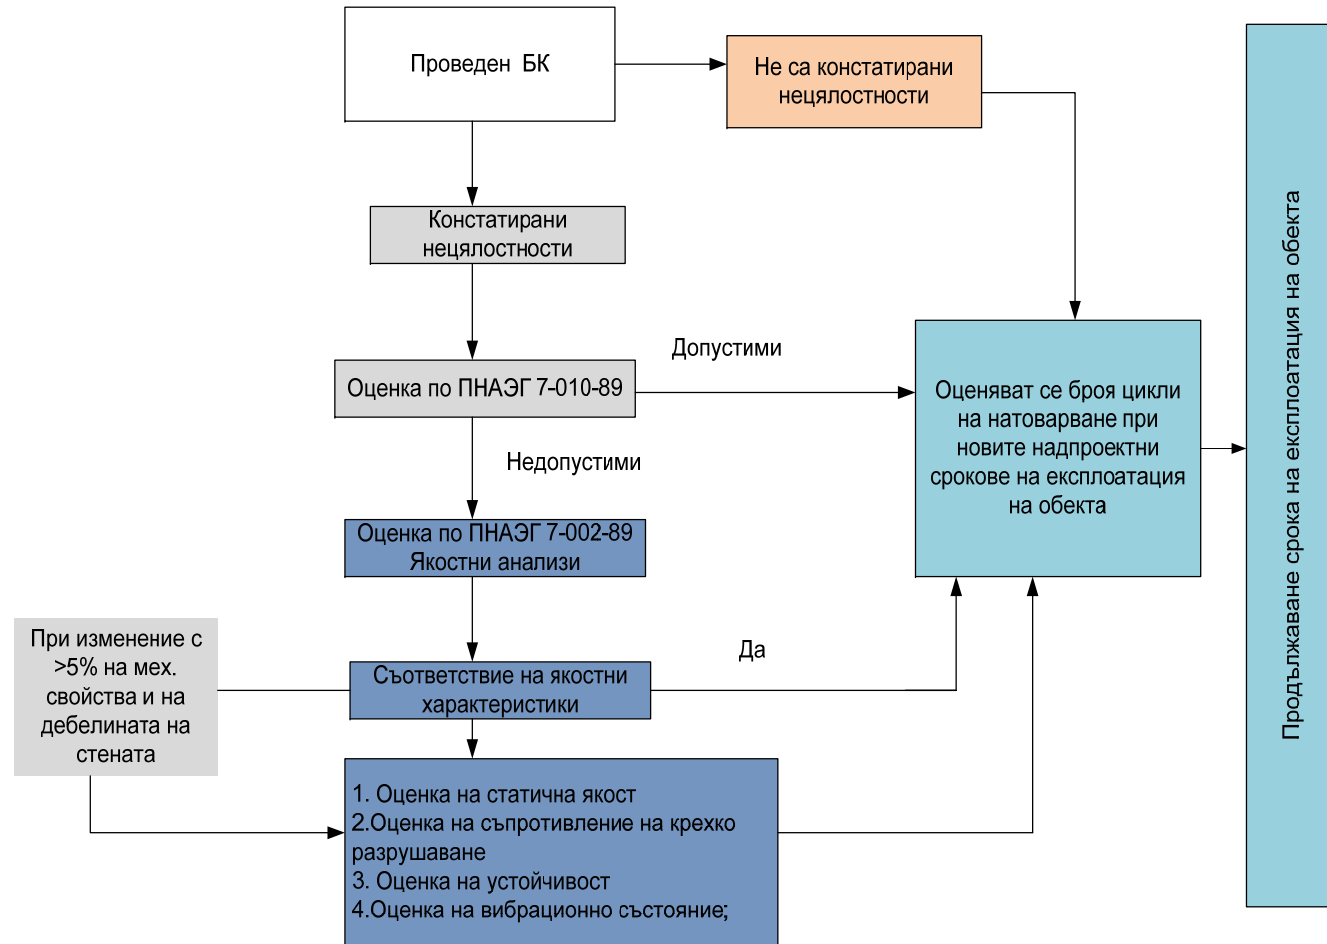 Проведен БК
Не са констатирани
нецялостности
Констатирани
нецялостности
Допустими
Оценка по ПНАЭГ 7-010-89
Недопустими
Оценка по ПНАЭГ 7-002-89
Якостни анализи
Оценяват се броя цикли
на натоварване при
новите надпроектни
срокове на експлоатация
на обекта
Продължаване срока на експлоатация на обекта
При изменение с
>5% на мех.
свойства и на
дебелината на
стената
Да
Съответствие на якостни
характеристики
1. Оценка на статична якост
2.Оценка на съпротивление на крехко
разрушаване
3. Оценка на устойчивост
4.Оценка на вибрационно състояние;